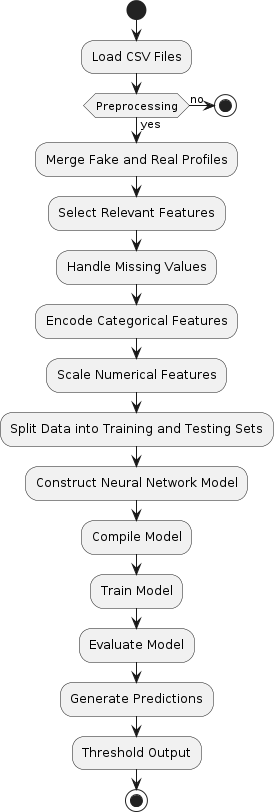 Load CSV Files
Preprocessing
no
yes
Merge Fake and Real Profiles
Select Relevant Features
Handle Missing Values
Encode Categorical Features
Scale Numerical Features
Split Data into Training and Testing Sets
Construct Neural Network Model
Compile Model
Train Model
Evaluate Model
Generate Predictions
Threshold Output